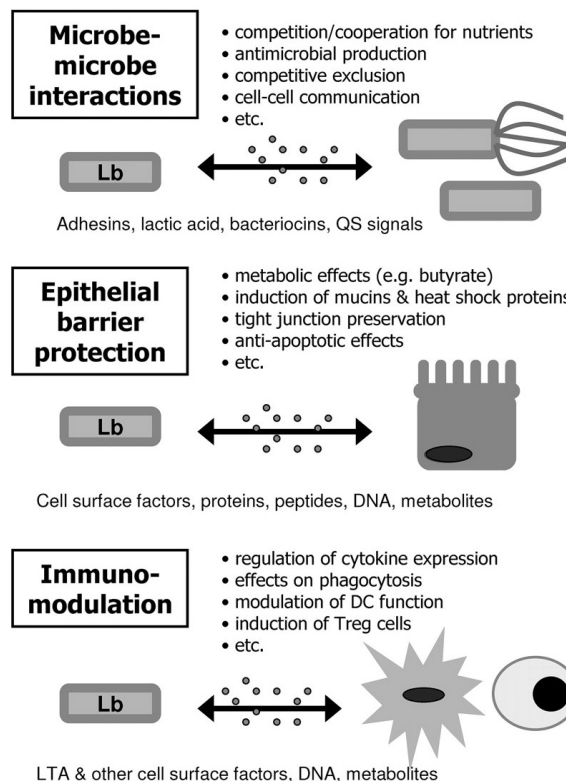 Microbe-
microbe
interactions
• competition/cooperation for nutrients
• antimicrobial production
• competitive exclusion
• cell-cell communication
• etc.
Lb
Adhesins, lactic acid, bacteriocins, QS signals
Epithelial
barrier
protection
• metabolic effects (e.g. butyrate)
• induction of mucins & heat shock proteins
• tight junction preservation
• anti-apoptotic effects
• etc.
Lb
Cell surface factors, proteins, peptides, DNA, metabolites
Immuno-
modulation
• regulation of cytokine expression
• effects on phagocytosis
• modulation of DC function
• induction of Treg cells
• etc.
Lb
LTA & other cell surface factors, DNA, metabolites